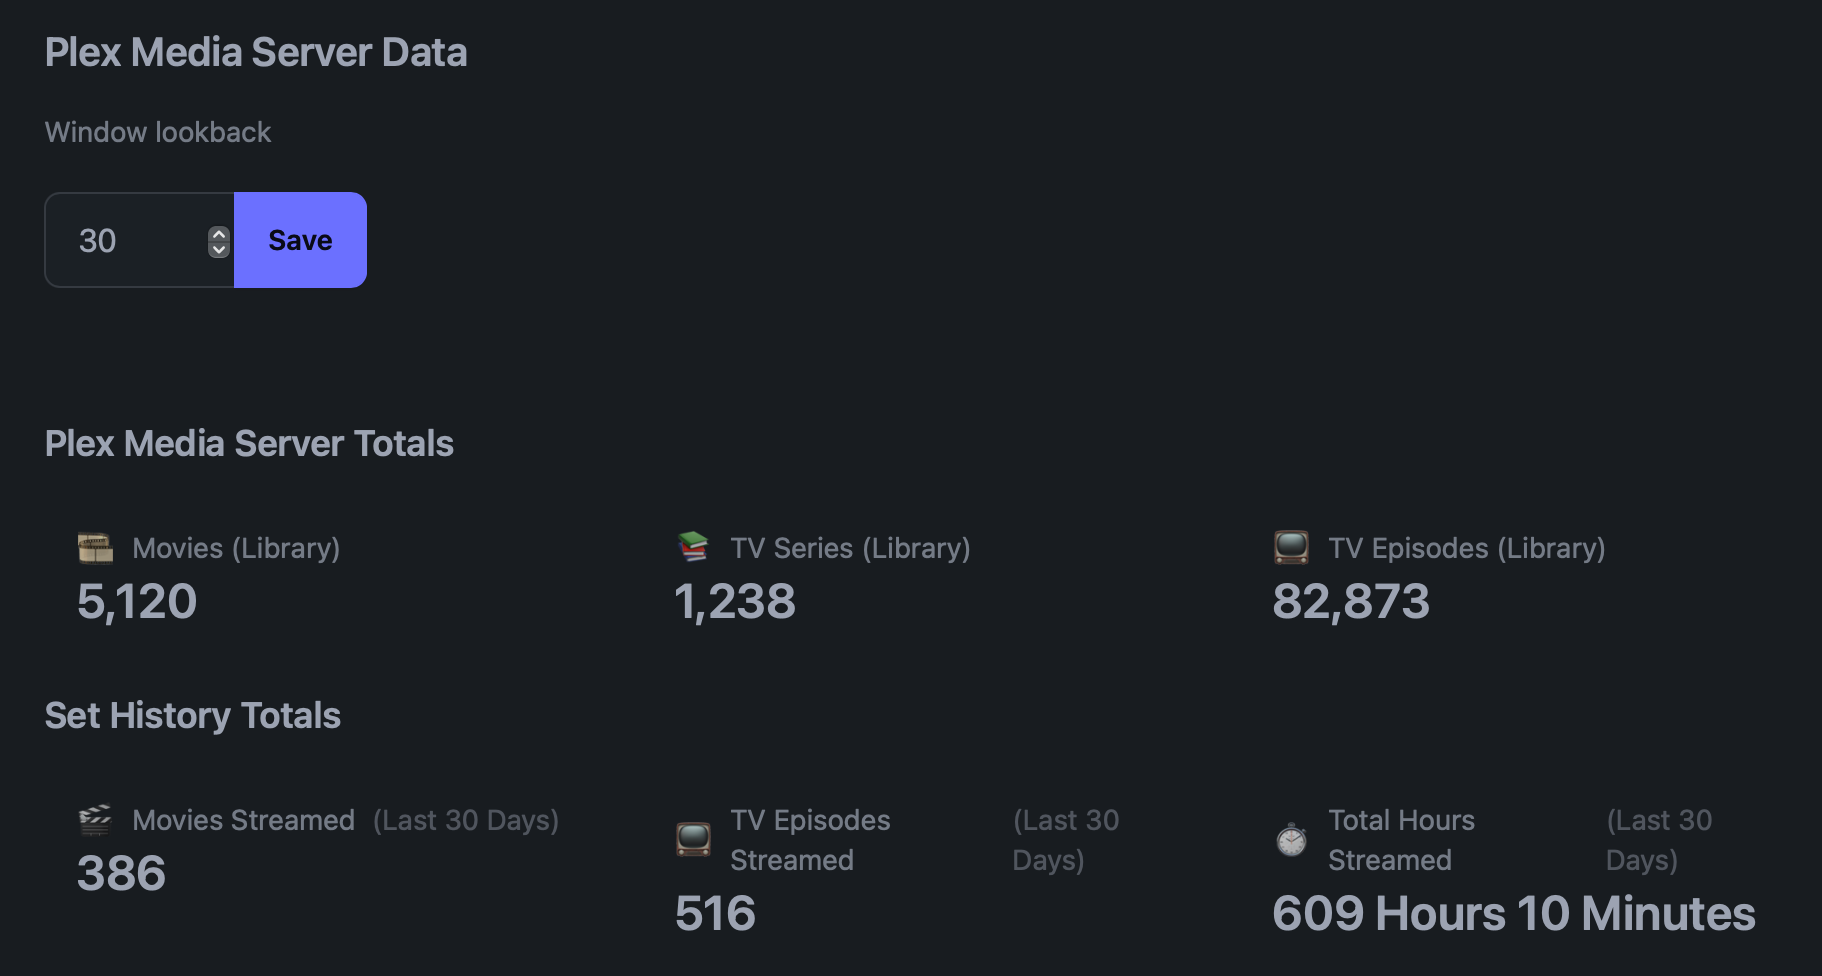 Plex Media Server Data
Window lookback
30
Save
Plex Media Server Totals
Movies (Library)
5,120
TV Series (Library)
1,238
TV Episodes (Library)
82,873
Set History Totals
Movies Streamed (Last 30 Days)
386
TV Episodes
Streamed
(Last 30
Days)
516
Total Hours
Streamed
(Last 30
Days)
609 Hours 10 Minutes